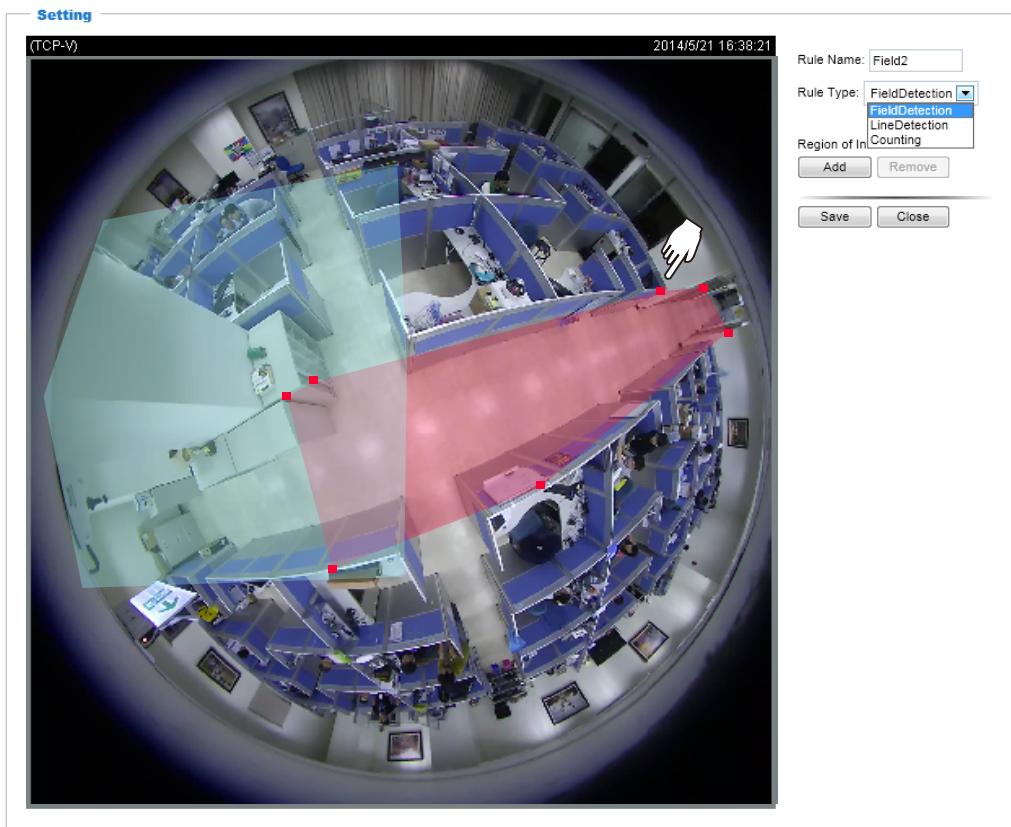 Setting
(TCP-V) 2014/5/21 16:38:21
Rule Name: Field2
Rule Type: FieldDetection
FieldDetection
LineDetection
Counting
Region of In
Add Remove
Save Close